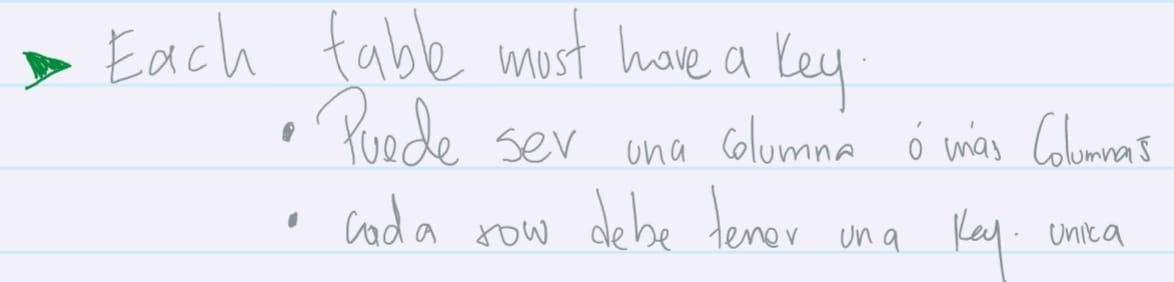 Each table must have a key.
• Puede ser una columna ó más Columnas
• cada row debe tener una key. unica